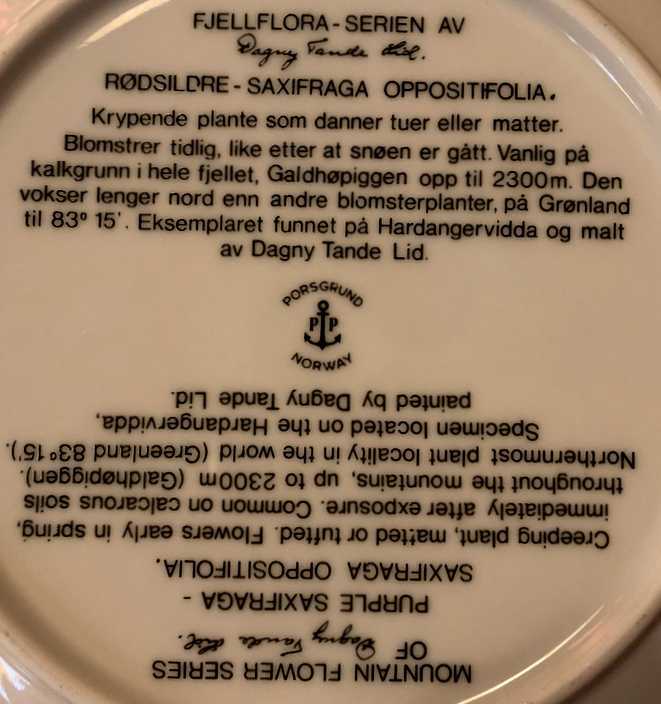 FJELLFLORA - SERIEN AV
Dagny Tande Lid.
RØDSILDRE - SAXIFRAGA OPPOSITIFOLIA.
Krypende plante som danner tuer eller matter.
Blomstrer tidlig, like etter at snøen er gått. Vanlig på
kalkgrunn i hele fjellet, Galdhøpiggen opp til 2300m. Den
vokser lenger nord enn andre blomsterplanter, på Grønland
til 83º 15'. Eksemplaret funnet på Hardangervidda og malt
av Dagny Tande Lid.
PORSGRUND
PP
NORWAY
MOUNTAIN FLOWER SERIES
OF Dagny Tande Lid.
PURPLE SAXIFRAGA -
SAXIFRAGA OPPOSITIFOLIA.
Creeping plant, matted or tufted. Flowers early in spring,
immediately after exposure. Common on calcarous soils
throughout the mountains, up to 2300m (Galdhøpiggen).
Northernmost plant locality in the world (Greenland 83º15').
Specimen located on the Hardangervidda,
painted by Dagny Tande Lid.